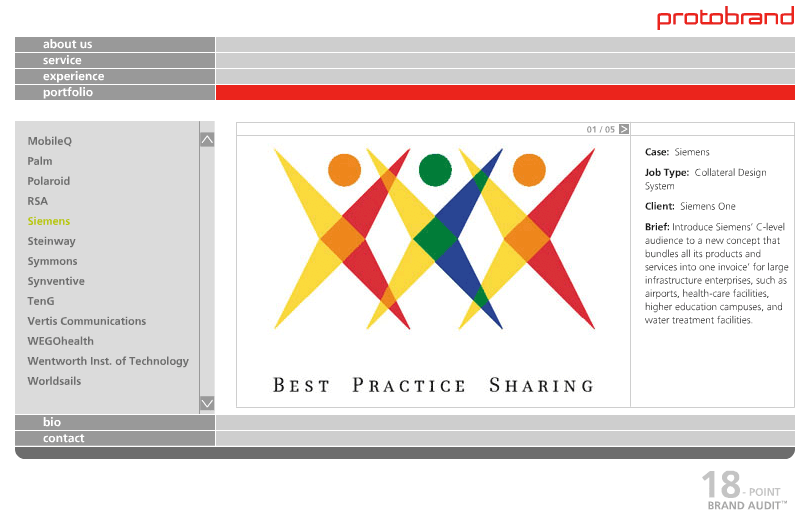 protobrand
about us
service
experience
portfolio
MobileQ
Palm
Polaroid
RSA
Siemens
Steinway
Symmons
Synventive
TenG
Vertis Communications
WEGOhealth
Wentworth Inst. of Technology
Worldsails
01 / 05
BEST PRACTICE SHARING
Case: Siemens
Job Type: Collateral Design
System
Client: Siemens One
Brief: Introduce Siemens' C-level
audience to a new concept that
bundles all its products and
services into one invoice' for large
infrastructure enterprises, such as
airports, health-care facilities,
higher education campuses, and
water treatment facilities.
bio
contact
18 - POINT
BRAND AUDIT™